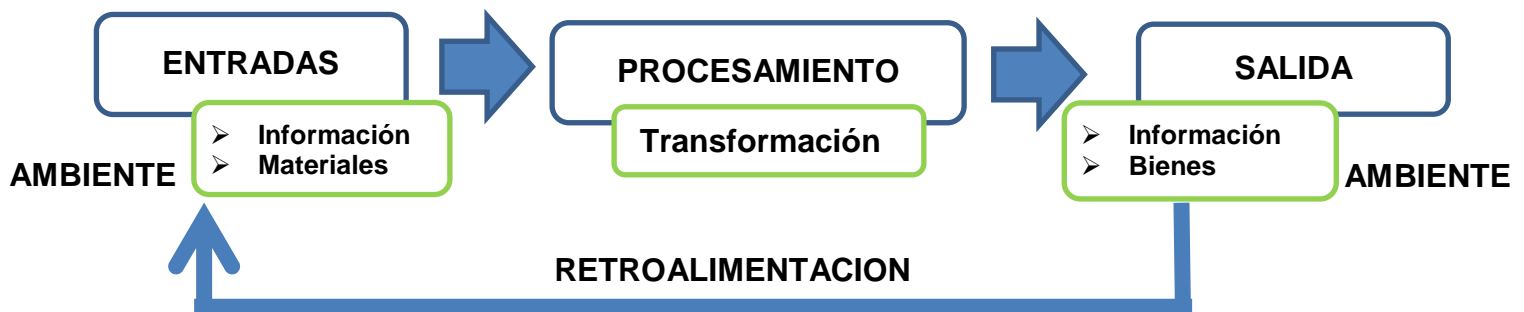 ENTRADAS
➢ Información
➢ Materiales
PROCESAMIENTO
Transformación
SALIDA
➢ Información
➢ Bienes
AMBIENTE
AMBIENTE
RETROALIMENTACION